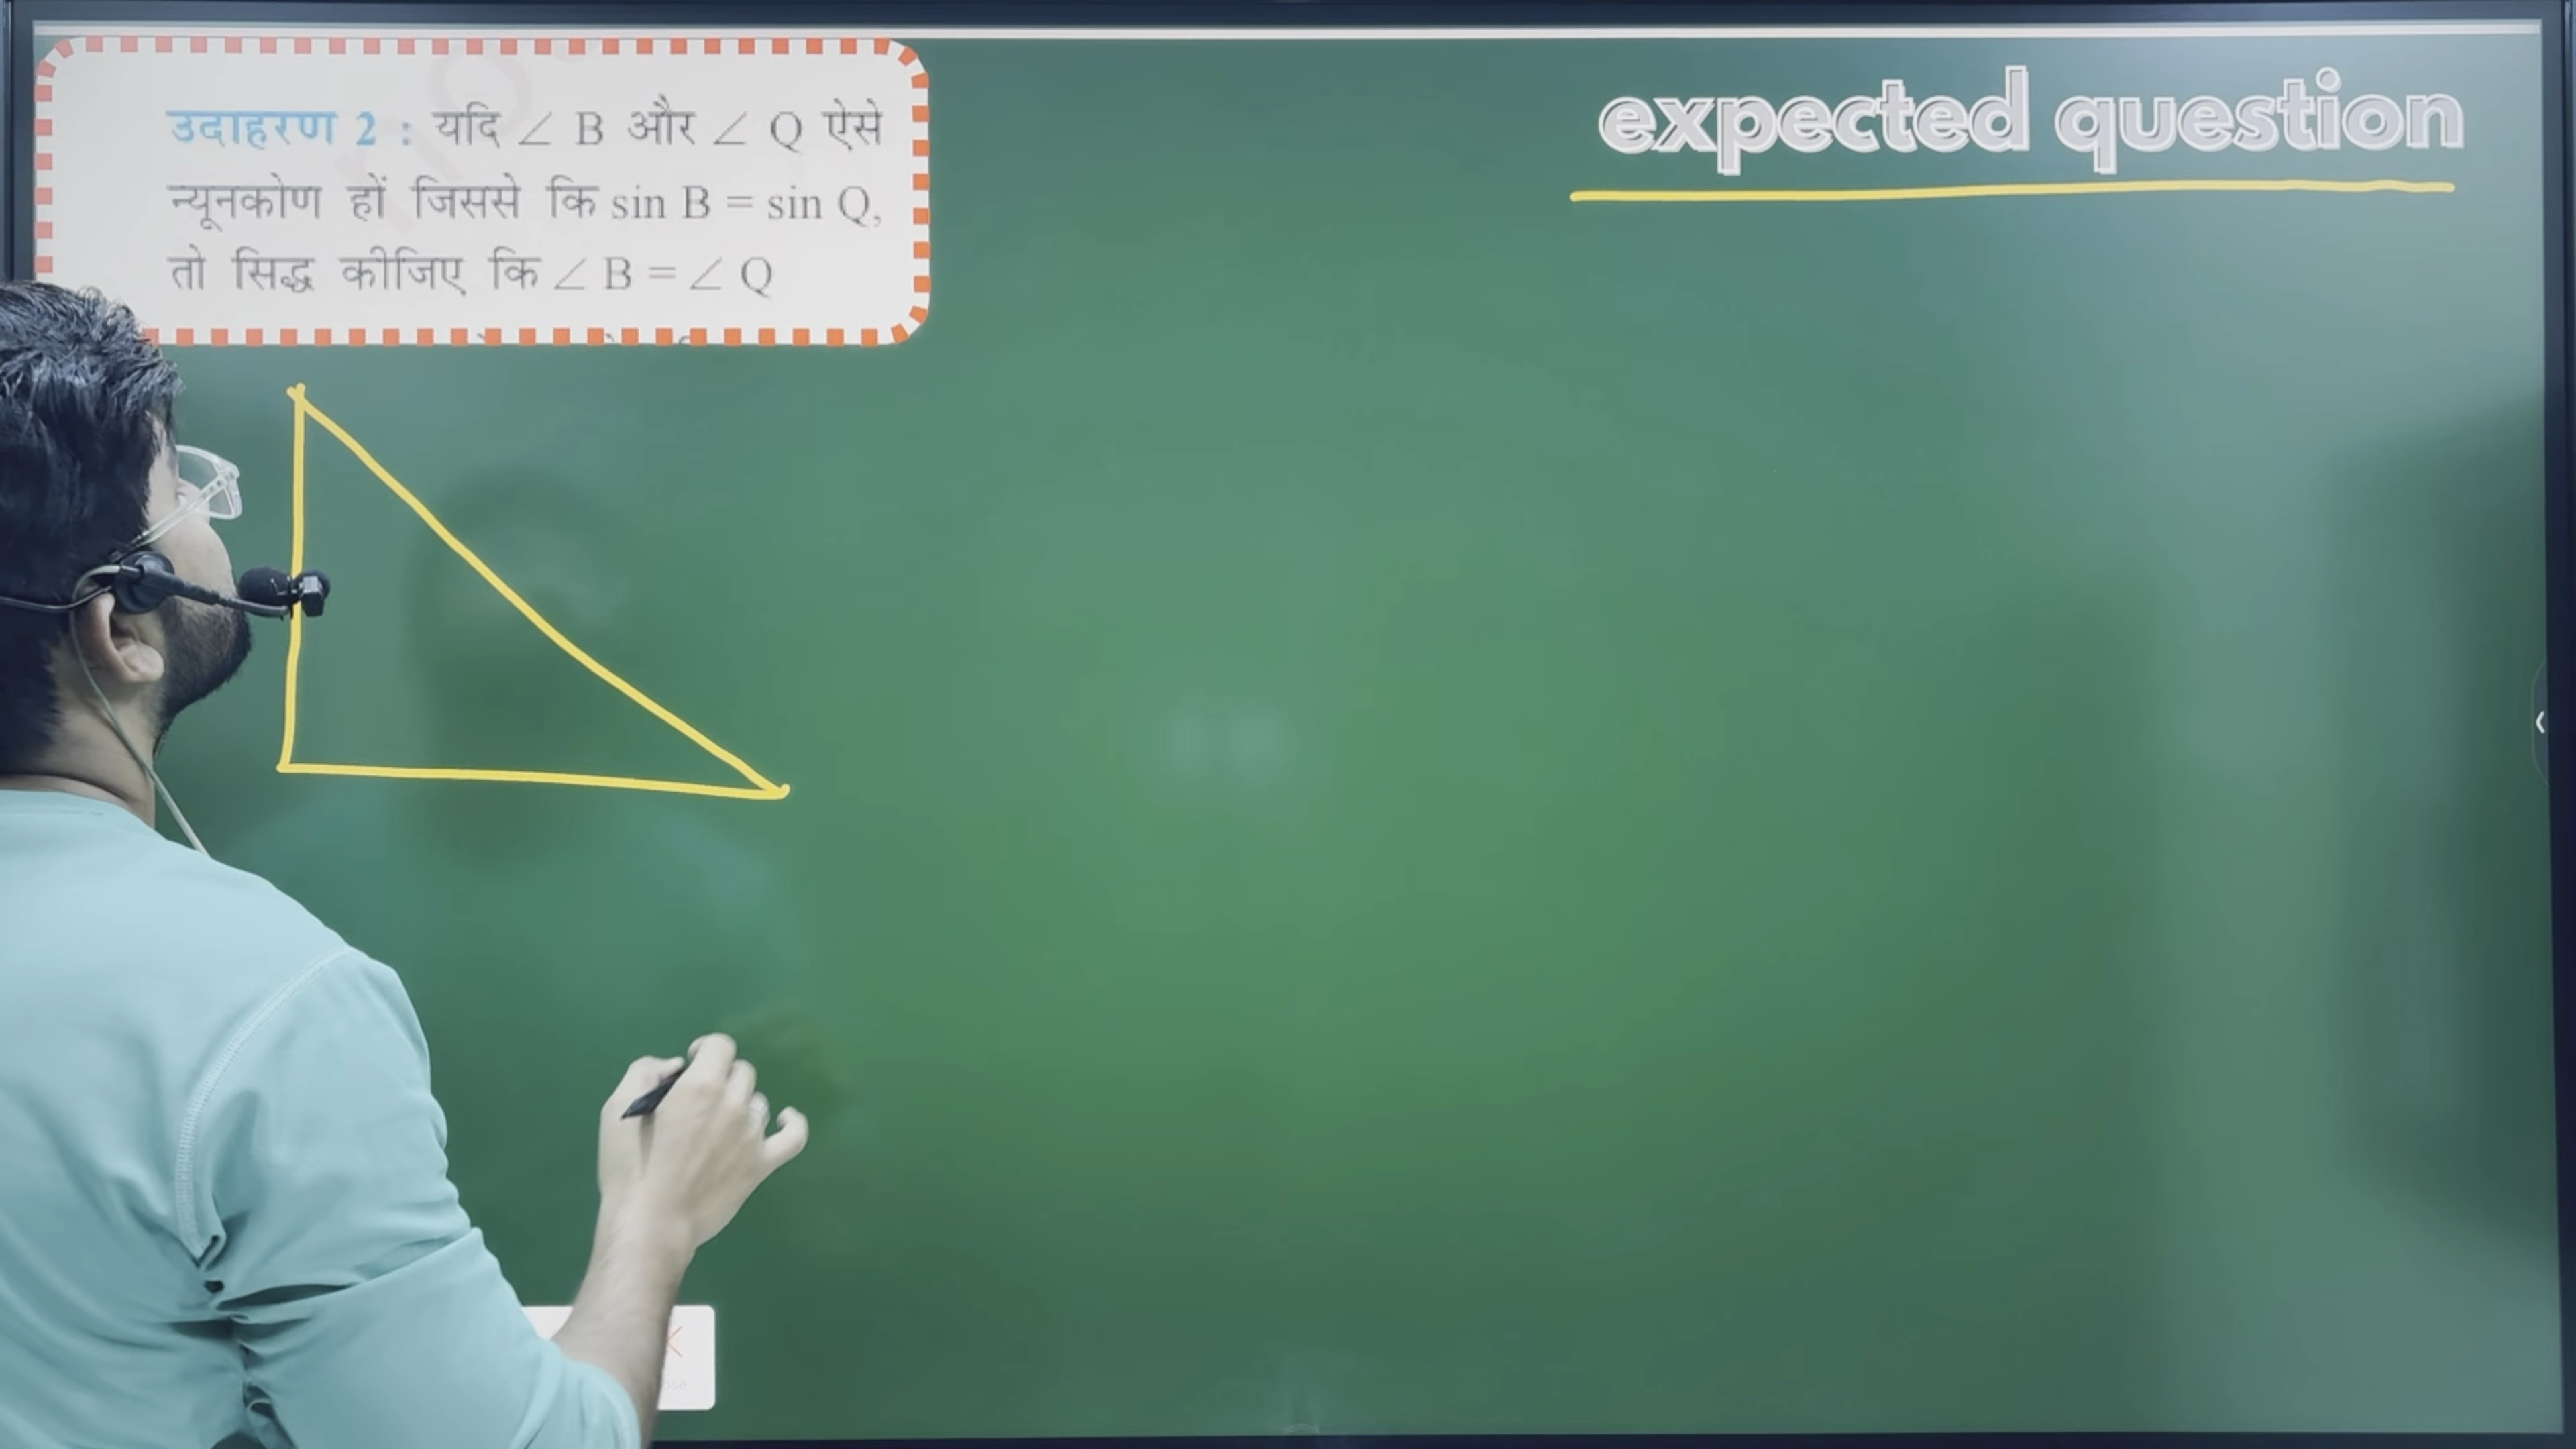 उदाहरण 2 : यदि ∠ B और ∠ Q ऐसे
न्यूनकोण हों जिससे कि sin B = sin Q,
तो सिद्ध कीजिए कि ∠ B = ∠ Q
expected question